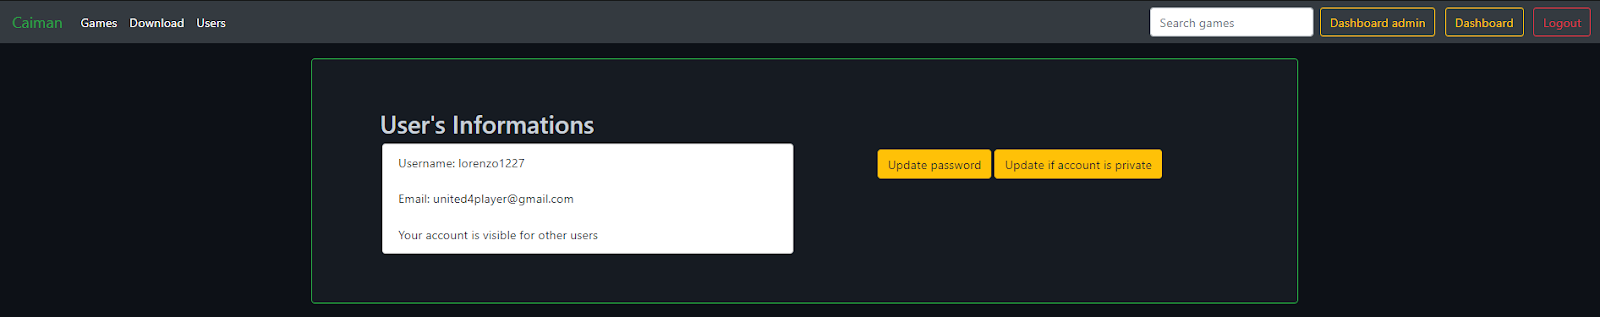 Caiman Games Download Users Search games Dashboard admin Dashboard Logout
User's Informations
Username: lorenzo1227
Update password Update if account is private
Email: united4player@gmail.com
Your account is visible for other users